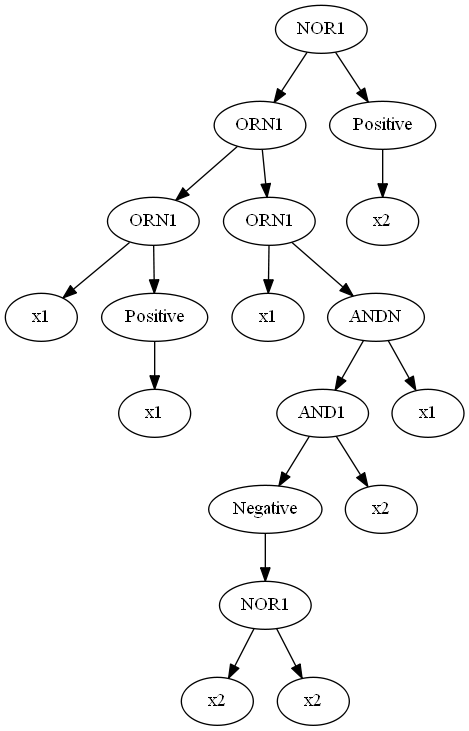 NOR1
ORN1 Positive
ORN1 ORN1 x2
x1 Positive x1 ANDN
x1 AND1 x1
Negative x2
NOR1
x2 x2